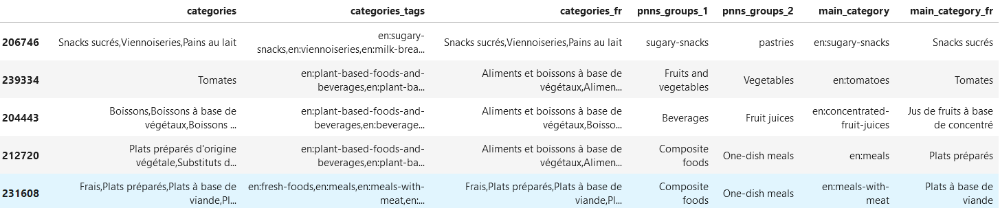 categories categories_tags categories_fr pnns_groups_1 pnns_groups_2 main_category main_category_fr
206746 Snacks sucrés,Viennoiseries,Pains au lait en:sugary-snacks,en:viennoiseries,en:milk-brea... Snacks sucrés,Viennoiseries,Pains au lait sugary-snacks pastries en:sugary-snacks Snacks sucrés
239334 Tomates en:plant-based-foods-and-beverages,en:plant-ba... Aliments et boissons à base de végétaux,Alimen... Fruits and vegetables Vegetables en:tomatoes Tomates
204443 Boissons,Boissons à base de végétaux,Boissons ... en:plant-based-foods-and-beverages,en:beverage... Aliments et boissons à base de végétaux,Boisso... Beverages Fruit juices en:concentrated-fruit-juices Jus de fruits à base de concentré
212720 Plats préparés d'origine végétale,Substituts d... en:plant-based-foods-and-beverages,en:plant-ba... Aliments et boissons à base de végétaux,Alimen... Composite foods One-dish meals en:meals Plats préparés
231608 Frais,Plats préparés,Plats à base de viande,Pl... en:fresh-foods,en:meals,en:meals-with-meat,en:... Frais,Plats préparés,Plats à base de viande,Pl... Composite foods One-dish meals en:meals-with-meat Plats à base de viande